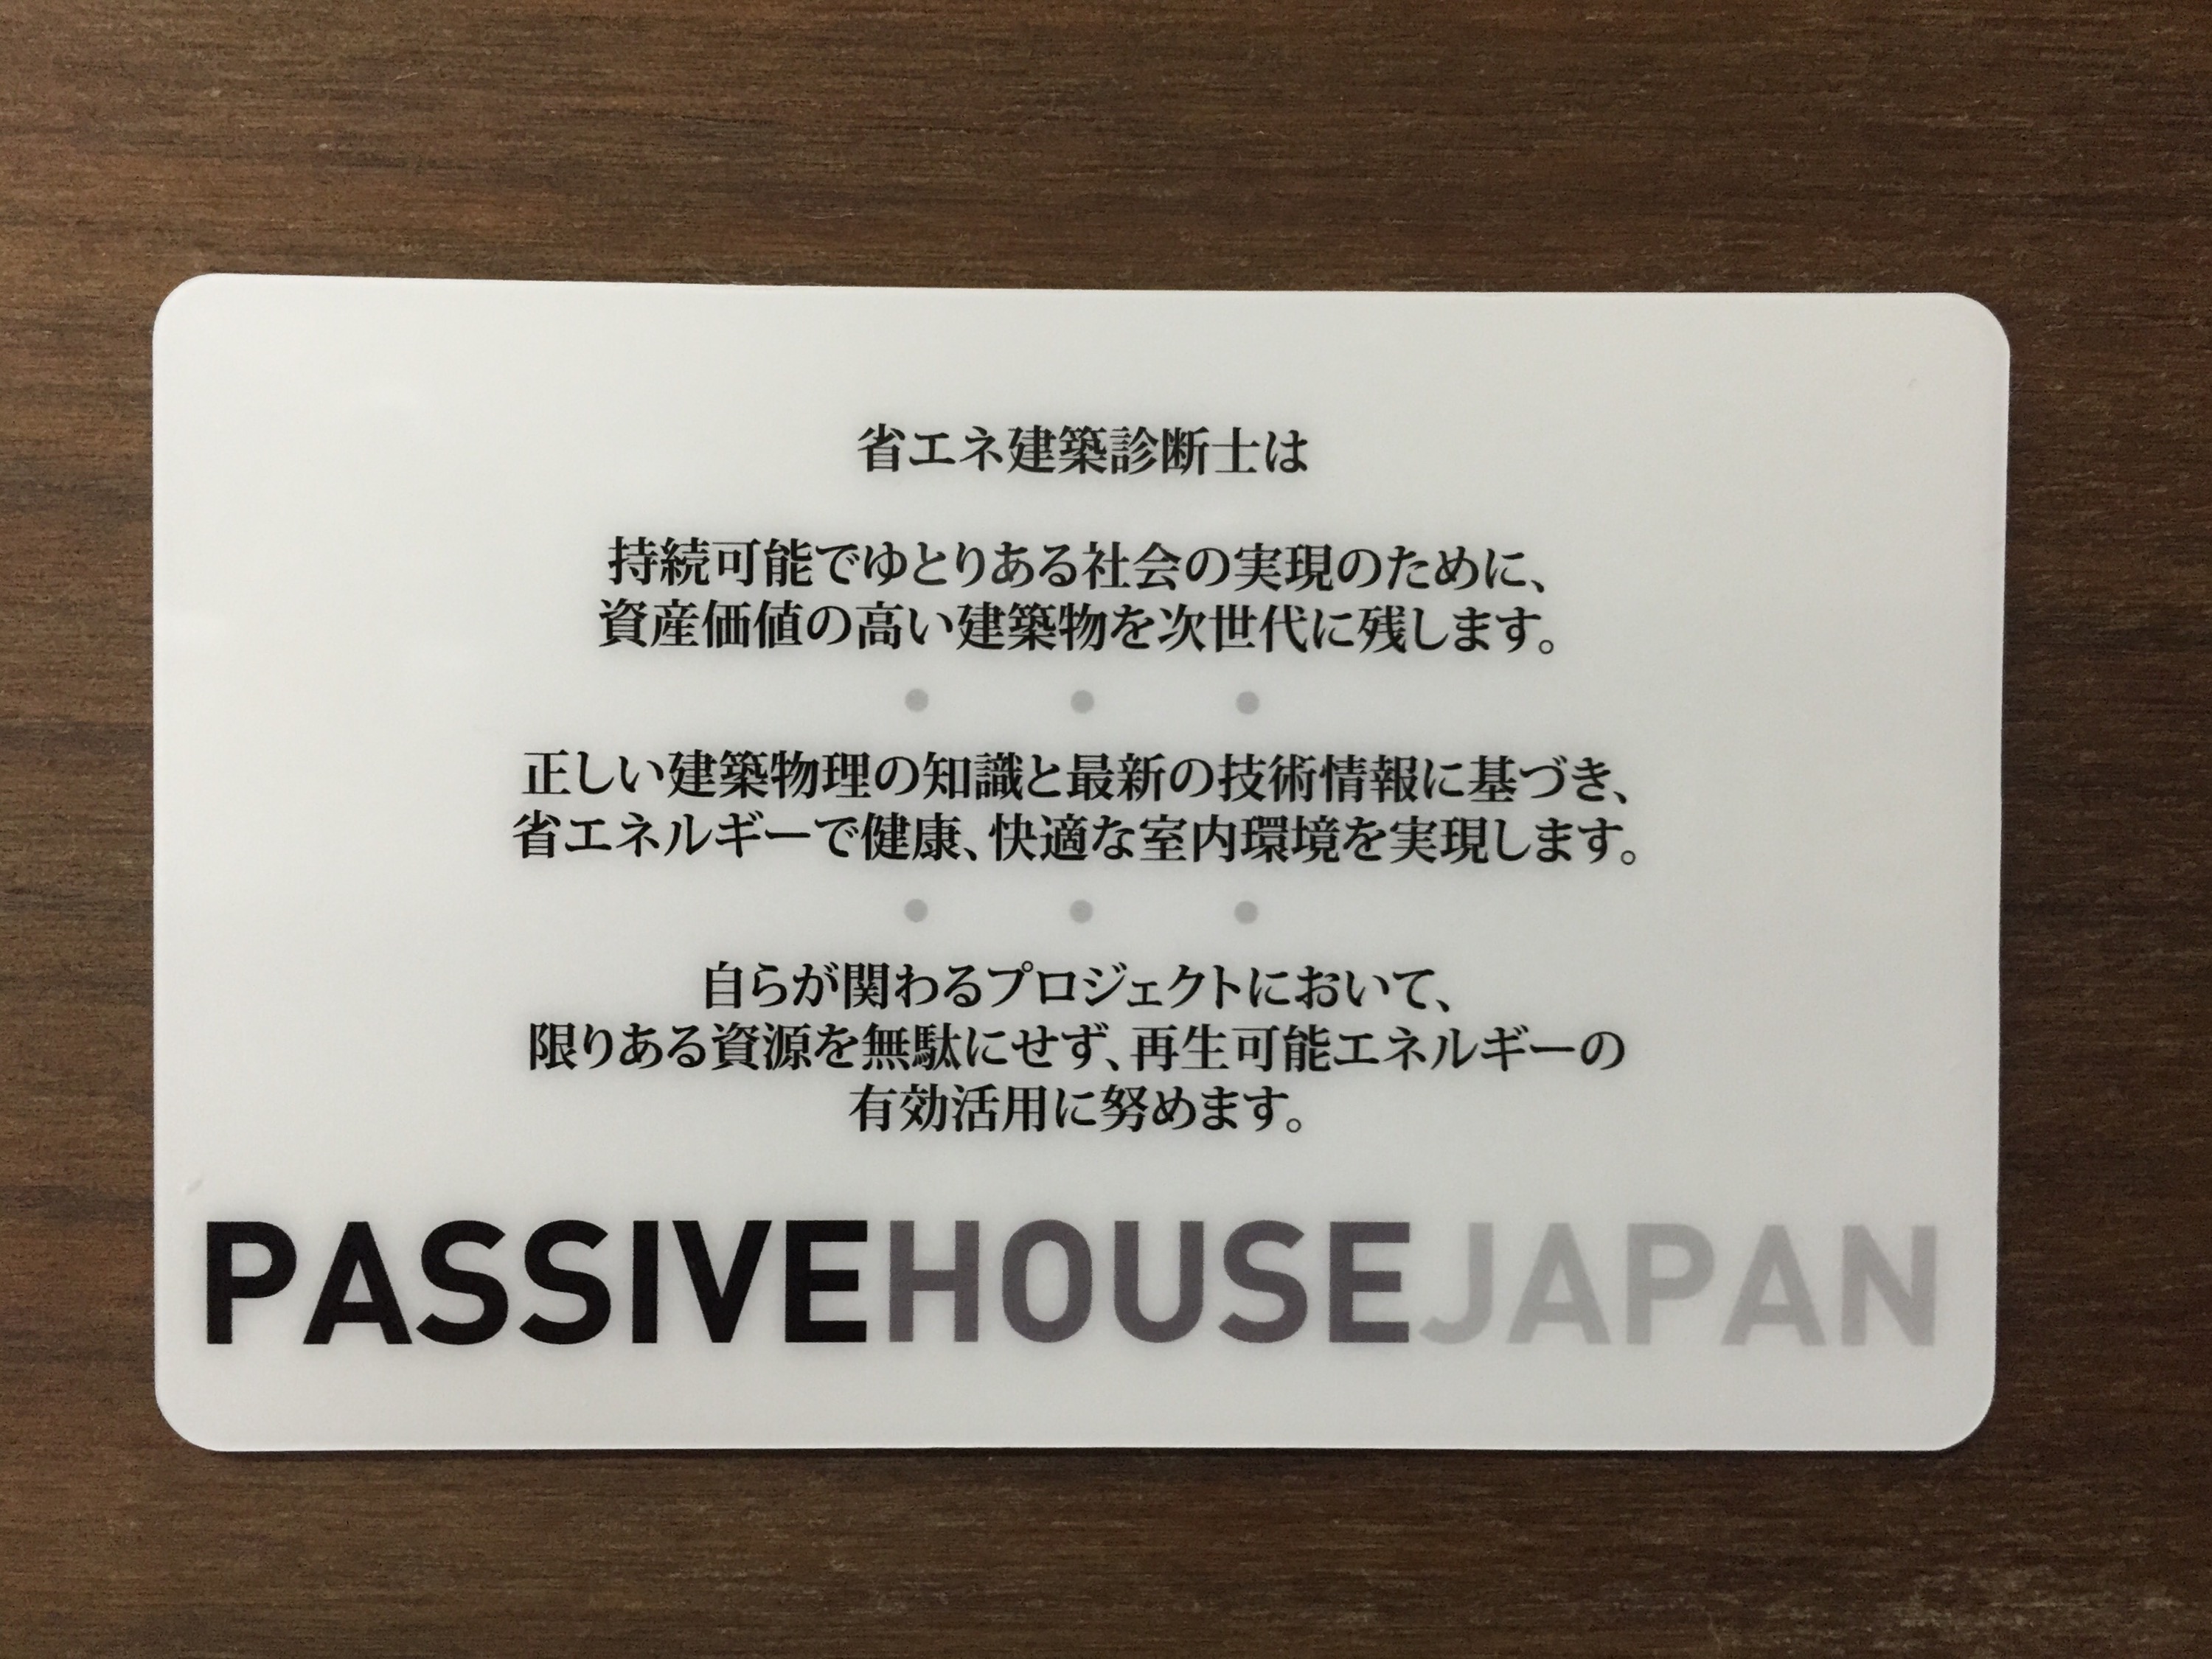 省エネ建築診断士は
持続可能でゆとりある社会の実現のために、
資産価値の高い建築物を次世代に残します。
正しい建築物理の知識と最新の技術情報に基づき、
省エネルギーで健康、快適な室内環境を実現します。
自らが関わるプロジェクトにおいて、
限りある資源を無駄にせず、再生可能エネルギーの
有効活用に努めます。
PASSIVEHOUSEJAPAN